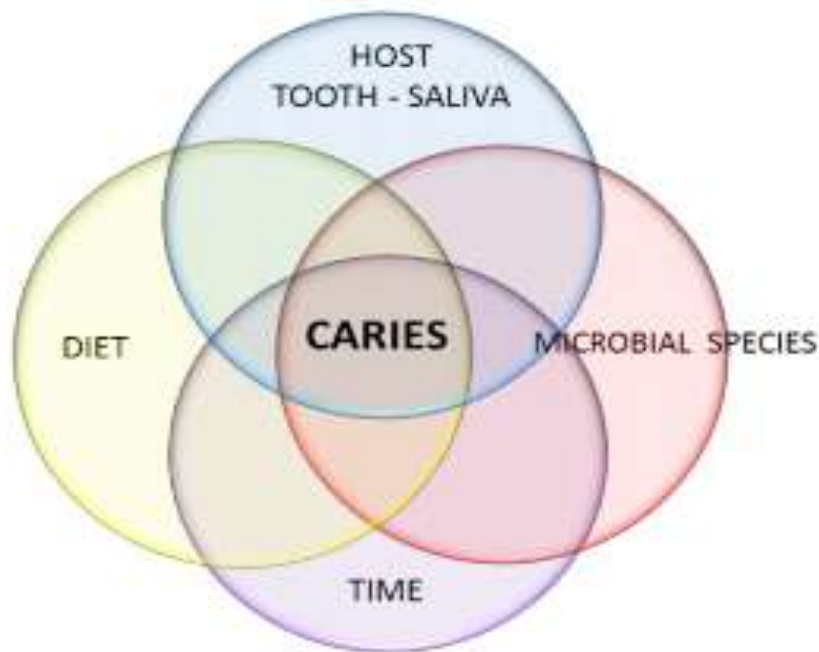 HOST
TOOTH - SALIVA
DIET
CARIES
MICROBIAL SPECIES
TIME